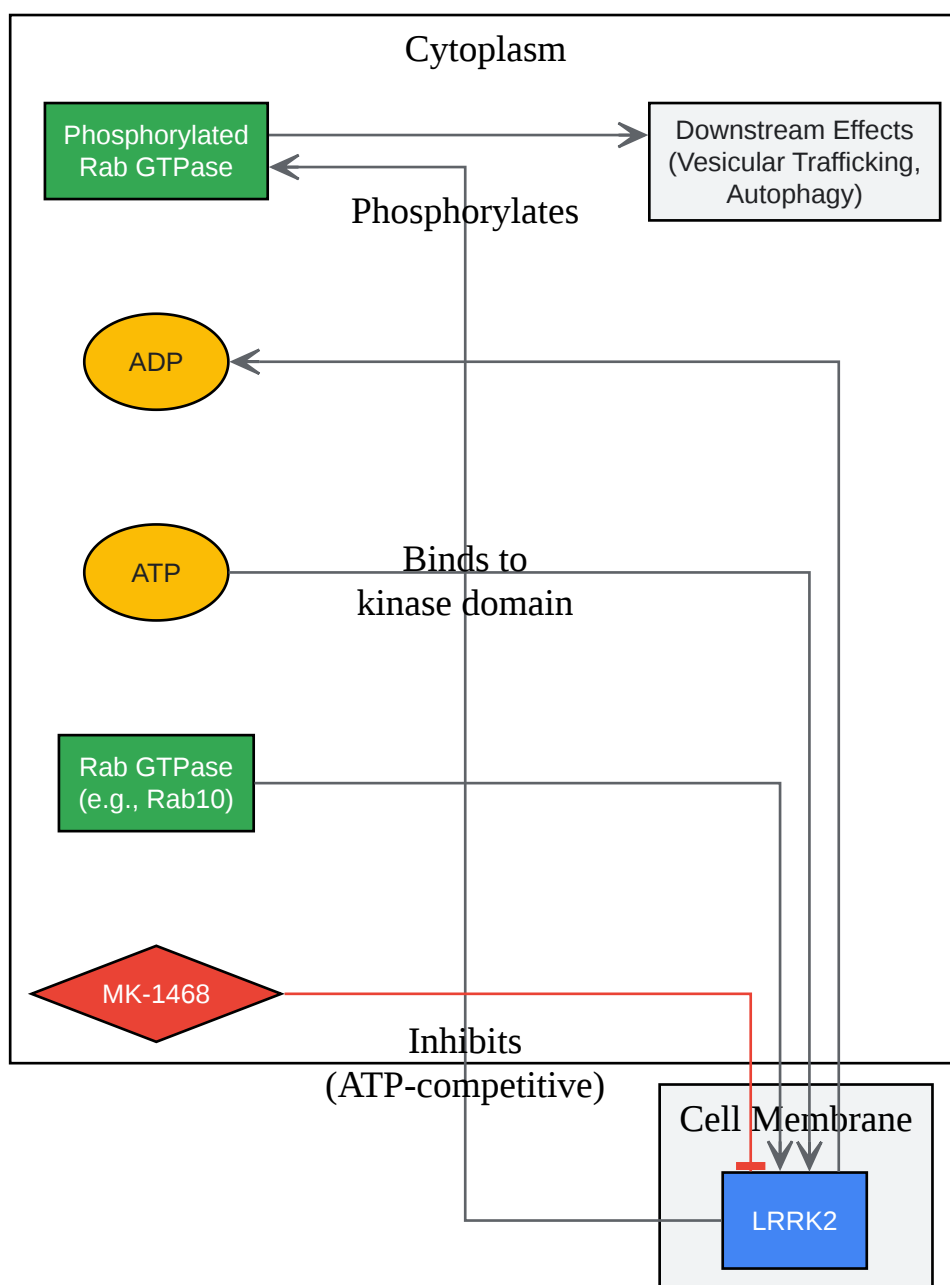 Cytoplasm
Phosphorylated
Rab GTPase
Downstream Effects
(Vesicular Trafficking,
Autophagy)
Phosphorylates
ADP
ATP
Binds to
kinase domain
Rab GTPase
(e.g., Rab10)
MK-1468
Inhibits
(ATP-competitive)
Cell Membrane
LRRK2